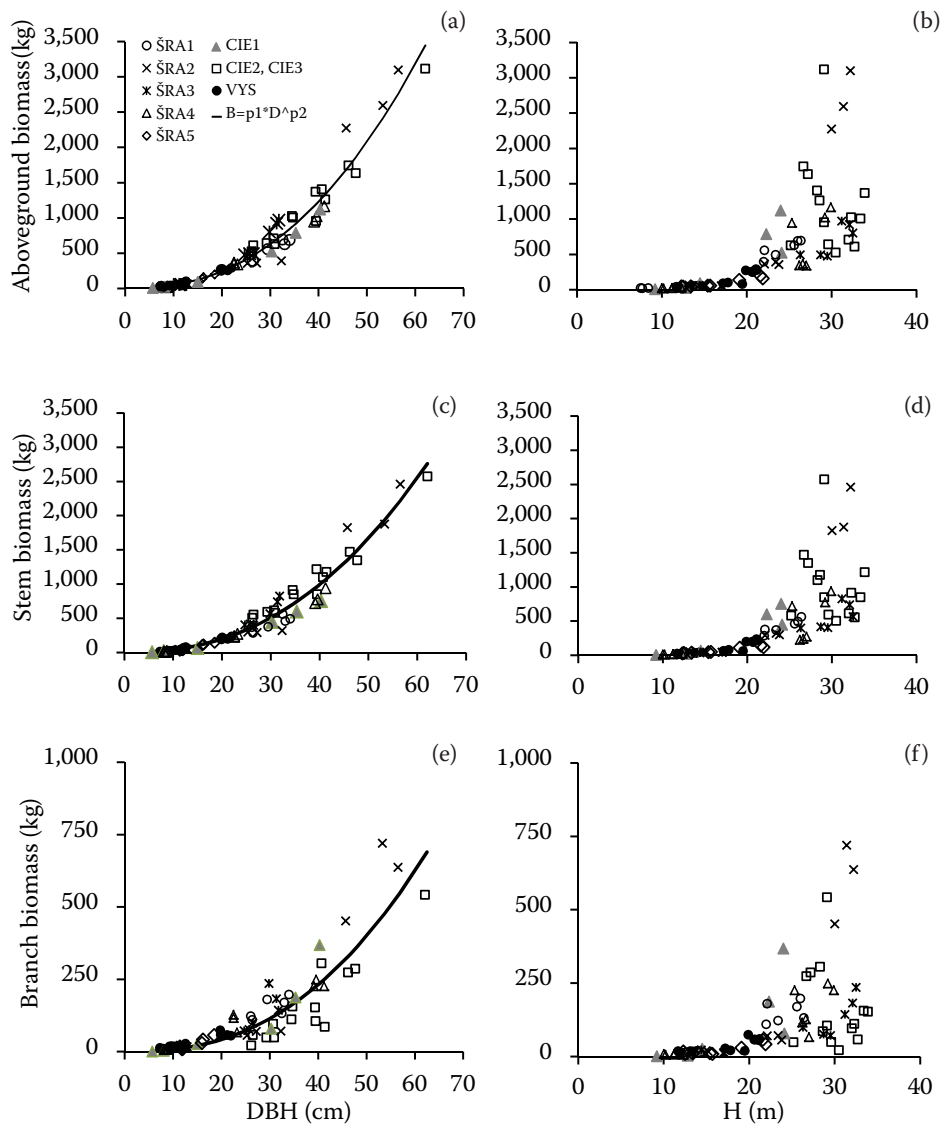 (a)
3,500
3,000
2,500
2,000
1,500
1,000
500
0
Aboveground biomass (kg)
ŠRA1
ŠRA2
ŠRA3
ŠRA4
ŠRA5
CIE1
CIE2, CIE3
VYS
B=p1*D^p2
0 10 20 30 40 50 60 70
(b)
3,500
3,000
2,500
2,000
1,500
1,000
500
0
0 10 20 30 40
(c)
3,500
3,000
2,500
2,000
1,500
1,000
500
0
Stem biomass (kg)
0 10 20 30 40 50 60 70
(d)
3,500
3,000
2,500
2,000
1,500
1,000
500
0
0 10 20 30 40
(e)
1,000
750
500
250
0
Branch biomass (kg)
0 10 20 30 40 50 60 70
DBH (cm)
(f)
1,000
750
500
250
0
0 10 20 30 40
H (m)